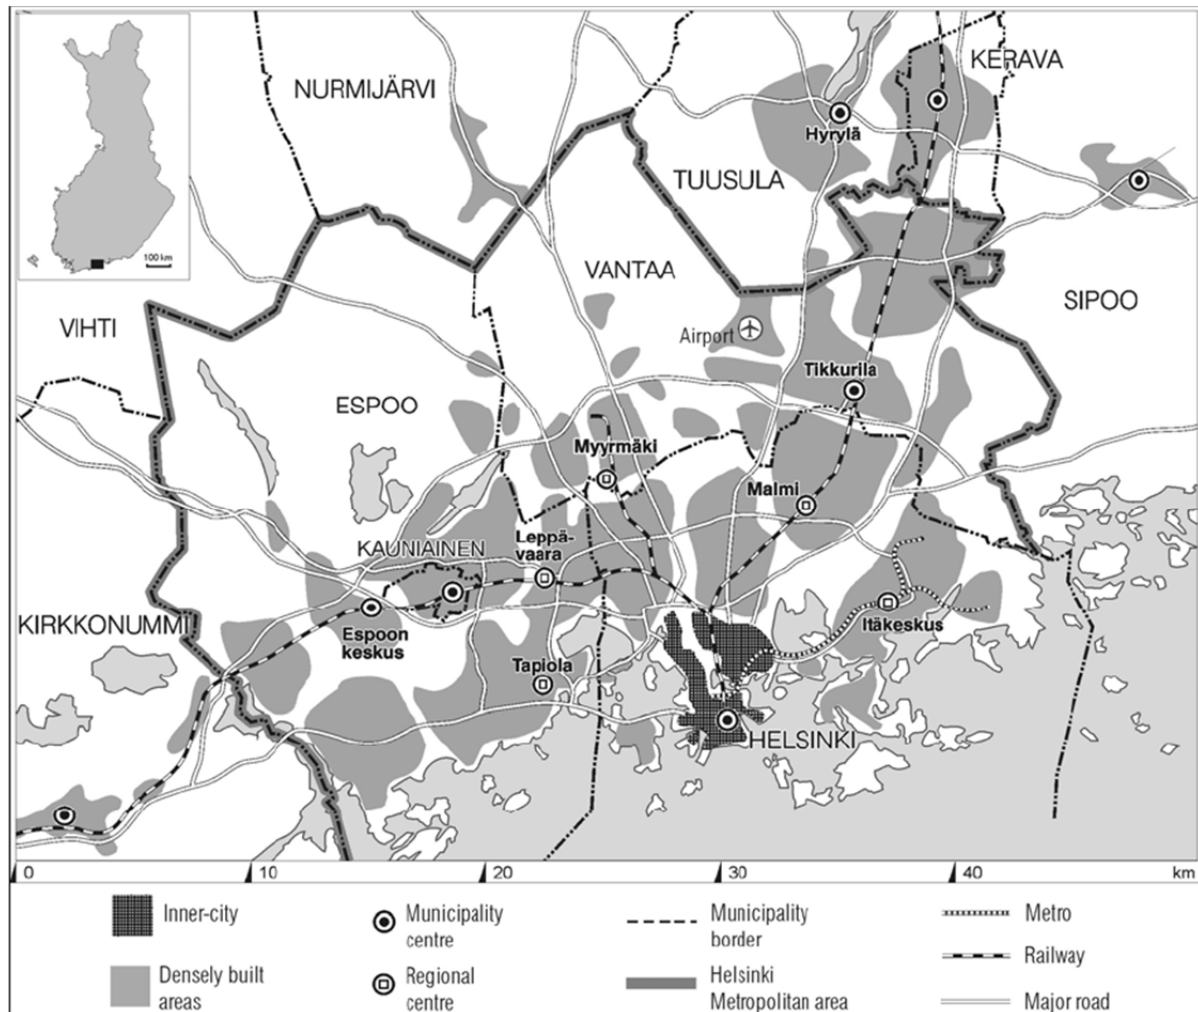 KERAVA
NURMIJÄRVI
Hyrylä
TUUSULA
100 km
VANTAA
SIPOO
VIHTI
Airport
Tikkurila
ESPOO
Myyrmäki
Malmi
Leppä-
vaara
KAUNIAINEN
KIRKKONUMMI
Espoon
keskus
Itäkeskus
Tapiola
HELSINKI
0 10 20 30 40 km
Inner-city
Densely built
areas
Municipality
centre
Regional
centre
Municipality
border
Helsinki
Metropolitan area
Metro
Railway
Major road